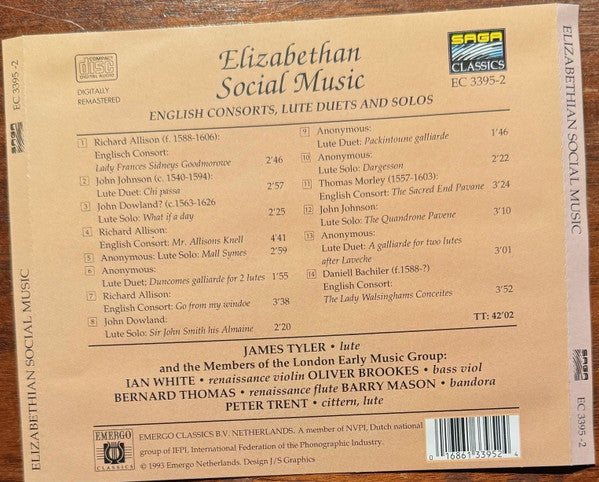 ELIZABETHIAN SOCIAL MUSIC
SAGA
EC 3395 -2
COMPACT
disc
DIGITAL AUDIO
DIGITALLY
REMASTERED
Elizabethan
Social Music
SAGA
CLASSICS
EC 3395-2
ENGLISH CONSORTS, LUTE DUETS AND SOLOS
1 Richard Allison (f. 1588-1606):
Englisch Consort:
Lady Frances Sidneys Goodmorowe 2'46
2 John Johnson (c. 1540-1594):
Lute Duet: Chi passa 2'57
3 John Dowland? (c.1563-1626
Lute Solo: What if a day 2'25
4 Richard Allison:
English Consort: Mr. Allisons Knell 4'41
5 Anonymous: Lute Solo: Mall Symes 2'59
6 Anonymous:
Lute Duet: Duncomes galliarde for 2 lutes 1'55
7 Richard Allison:
English Consort: Go from my windoe 3'38
8 John Dowland:
Lute Solo: Sir John Smith his Almaine 2'20
9 Anonymous:
Lute Duet: Packintoune galliarde 1'46
10 Anonymous:
Lute Solo: Dargesson 2'22
11 Thomas Morley (1557-1603):
English Consort: The Sacred End Pavane 3'24
12 John Johnson:
Lute Solo: The Quandrone Pavene 3'10
13 Anonymous:
Lute Duet: A galliarde for two lutes
after Laveche 3'01
14 Daniell Bachiler (f.1588-?)
English Consort:
The Lady Walsinghams Conceites 3'52
TT: 42'02
JAMES TYLER · lute
and the Members of the London Early Music Group:
IAN WHITE · renaissance violin OLIVER BROOKES · bass viol
BERNARD THOMAS · renaissance flute BARRY MASON · bandora
PETER TRENT · cittern, lute
EMERGO
CLASSICS
EMERGO CLASSICS B.V. NETHERLANDS. A member of NVPI, Dutch national
group of IFPI, International Federation of the Phonographic Industry.
© 1993 Emergo Netherlands. Design J/S Graphics
0 16861 33952 4
ELIZABETHIAN SOCIAL MUSIC
SAGA
EC 3395 -2